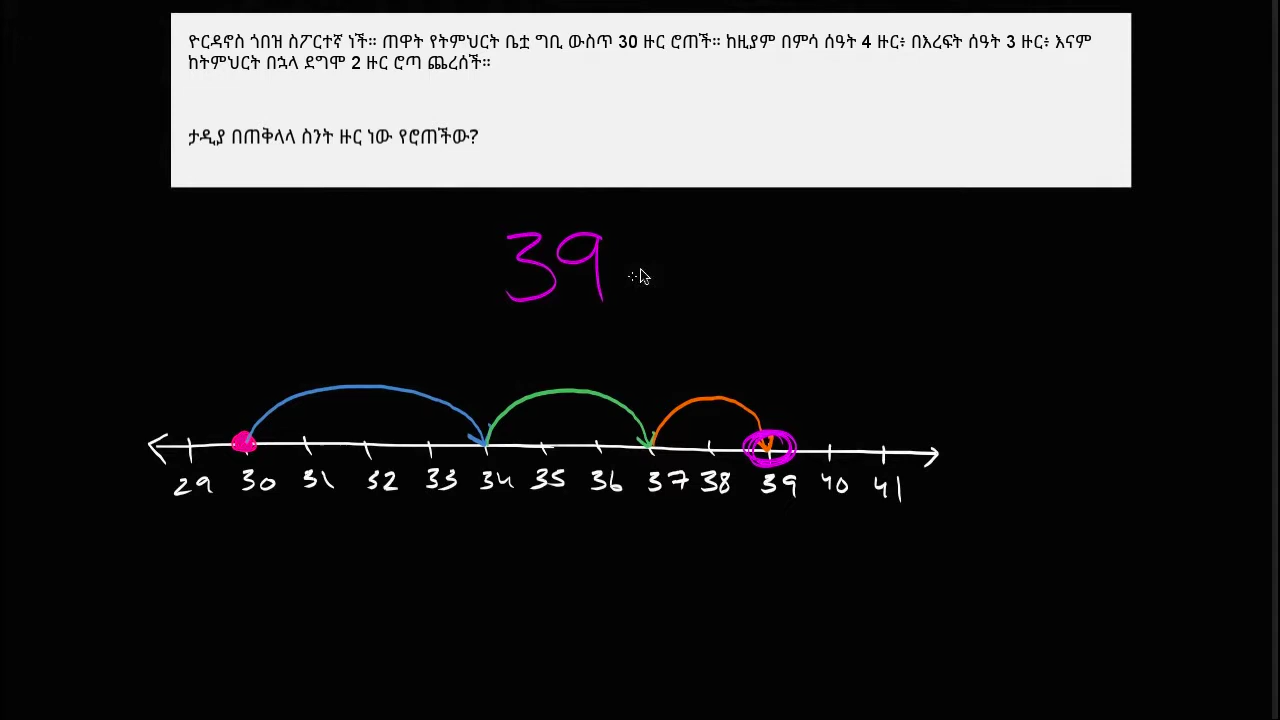 ዮርዳኖስ ጎበዝ ስፖርተኛ ነች። ጠዋት የትምህርት ቤቷ ግቢ ውስጥ 30 ዙር ሮጠች። ከዚያም በምሳ ሰዓት 4 ዙር፥ በእረፍት ሰዓት 3 ዙር፥ እናም
ከትምህርት በኋላ ደግሞ 2 ዙር ሮጣ ጨረሰች።
ታዲያ በጠቅላላ ስንት ዙር ነው የሮጠችው?
39
29 30 31 32 33 34 35 36 37 38 39 40 41